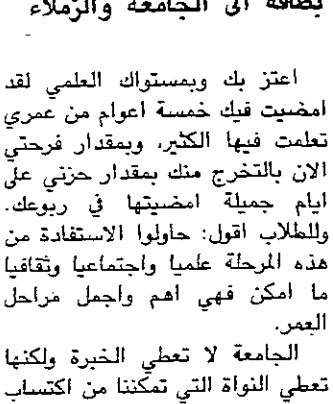 بطاقة الى الجامعة والزملاء
اعتز بك وبمستواك العلمي لقد
امضيت فيك خمسة اعوام من عمري
تعلمت فيها الكثير، وبمقدار فرحتي
الان بالتخرج منك بمقدار حزني على
ايام جميلة امضيتها في ربوعك.
وللطلاب اقول: حاولوا الاستفادة من
هذه المرحلة علميا واجتماعيا وثقافيا
ما امكن فهي اهم واجمل مراحل
العمر.
الجامعة لا تعطي الخبرة ولكنها
تعطي النواة التي تمكننا من اكتساب